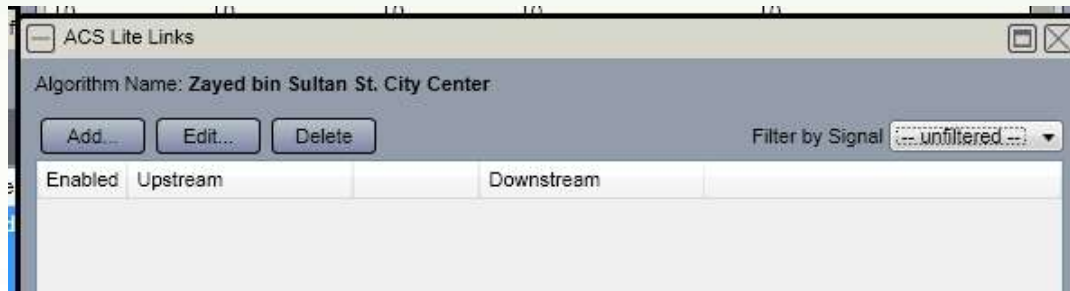 ACS Lite Links
Algorithm Name: Zayed bin Sultan St. City Center
Add... Edit... Delete Filter by Signal -- unfiltered --
Enabled Upstream Downstream